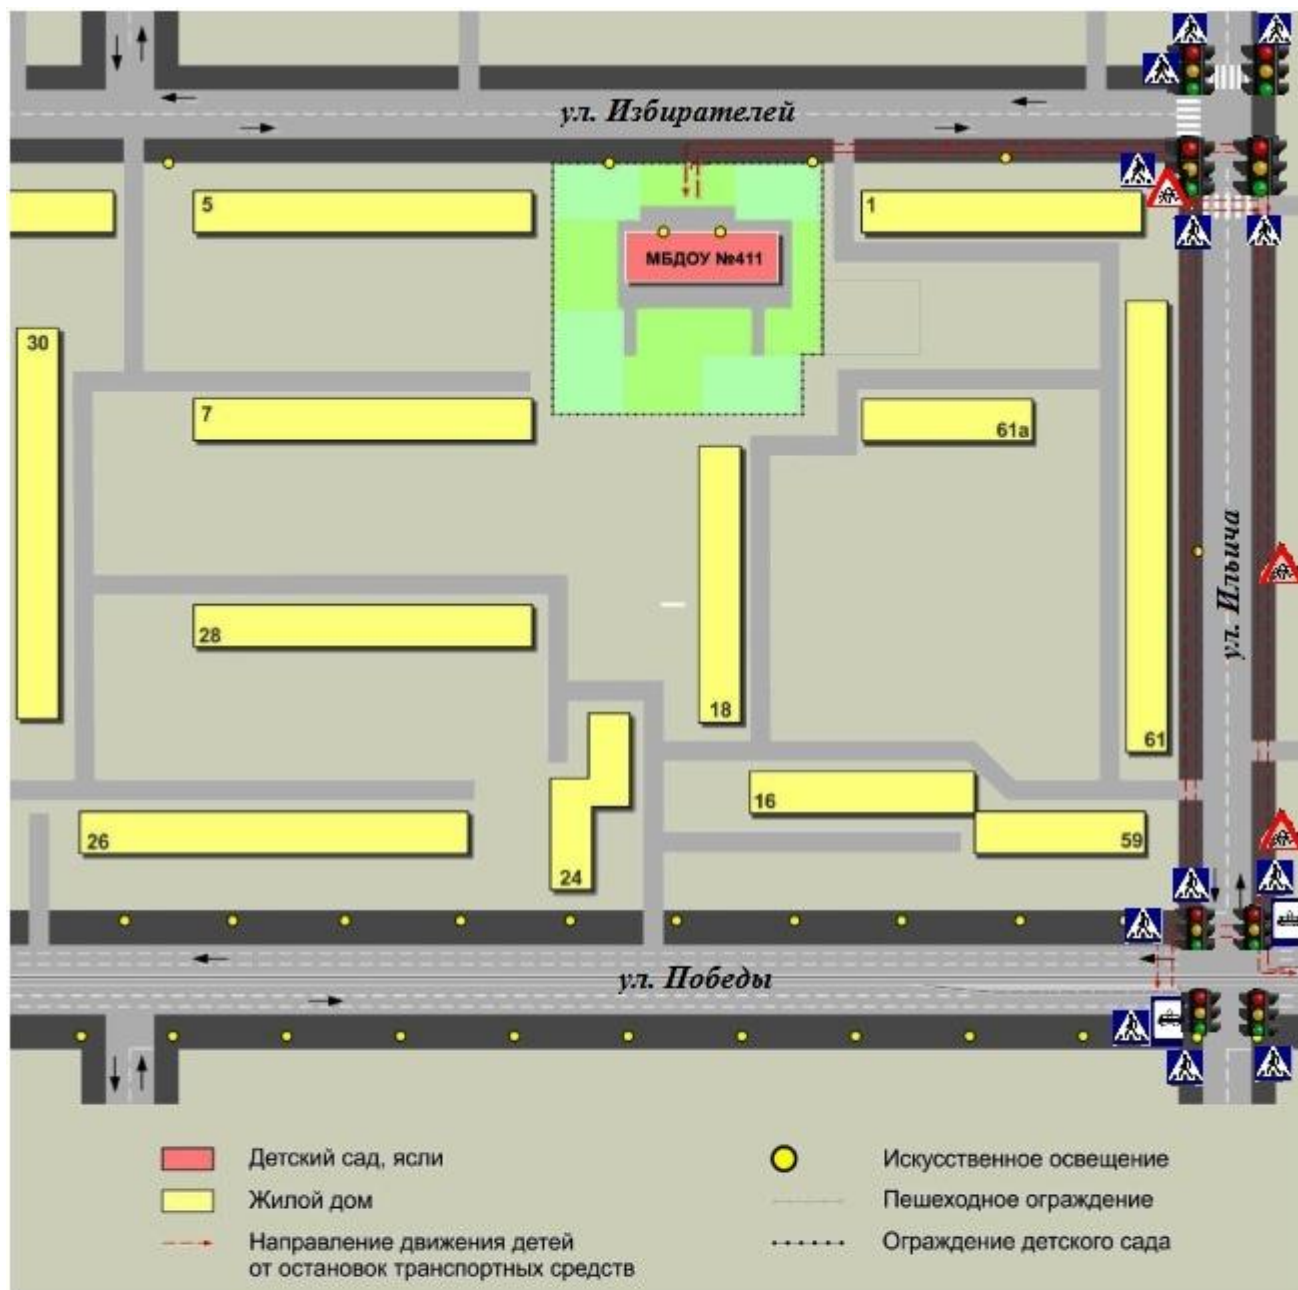 ул. Избирателей
5
1
МБДОУ №411
30
7
61а
ул. Ильича
28
18
61
16
26
59
24
ул. Победы
Детский сад, ясли
Жилой дом
Направление движения детей
от остановок транспортных средств
Искусственное освещение
Пешеходное ограждение
Ограждение детского сада